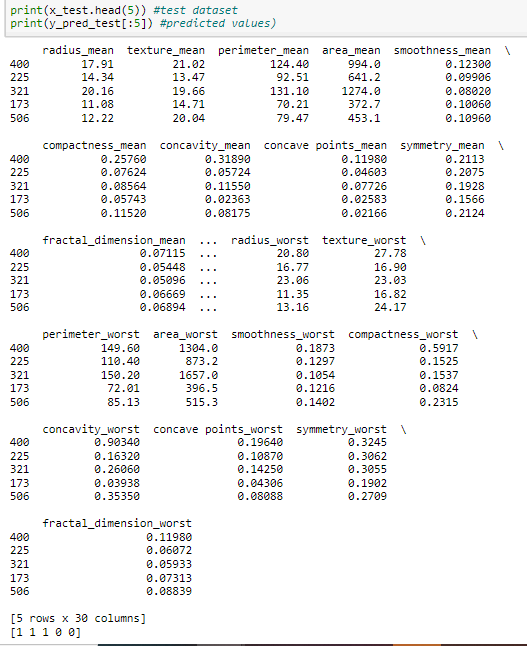 print(x_test.head(5)) #test dataset
print(y_pred_test[:5]) #predicted values)
radius_mean texture_mean perimeter_mean area_mean smoothness_mean \
400 17.91 21.02 124.40 994.0 0.12300
225 14.34 13.47 92.51 641.2 0.09906
321 20.16 19.66 131.10 1274.0 0.08020
173 11.08 14.71 70.21 372.7 0.10060
506 12.22 20.04 79.47 453.1 0.10960
compactness_mean concavity_mean concave points_mean symmetry_mean \
400 0.25760 0.31890 0.11980 0.2113
225 0.07624 0.05724 0.04603 0.2075
321 0.08564 0.11550 0.07726 0.1928
173 0.05743 0.02363 0.02583 0.1566
506 0.11520 0.08175 0.02166 0.2124
fractal_dimension_mean ... radius_worst texture_worst \
400 0.07115 ... 20.80 27.78
225 0.05448 ... 16.77 16.90
321 0.05096 ... 23.06 23.03
173 0.06669 ... 11.35 16.82
506 0.06894 ... 13.16 24.17
perimeter_worst area_worst smoothness_worst compactness_worst \
400 149.60 1304.0 0.1873 0.5917
225 110.40 873.2 0.1297 0.1525
321 150.20 1657.0 0.1054 0.1537
173 72.01 396.5 0.1216 0.0824
506 85.13 515.3 0.1402 0.2315
concavity_worst concave points_worst symmetry_worst \
400 0.90340 0.19640 0.3245
225 0.16320 0.10870 0.3062
321 0.26060 0.14250 0.3055
173 0.03938 0.04306 0.1902
506 0.35350 0.08088 0.2709
fractal_dimension_worst
400 0.11980
225 0.06072
321 0.05933
173 0.07313
506 0.08839
[5 rows x 30 columns]
[1 1 1 0 0]